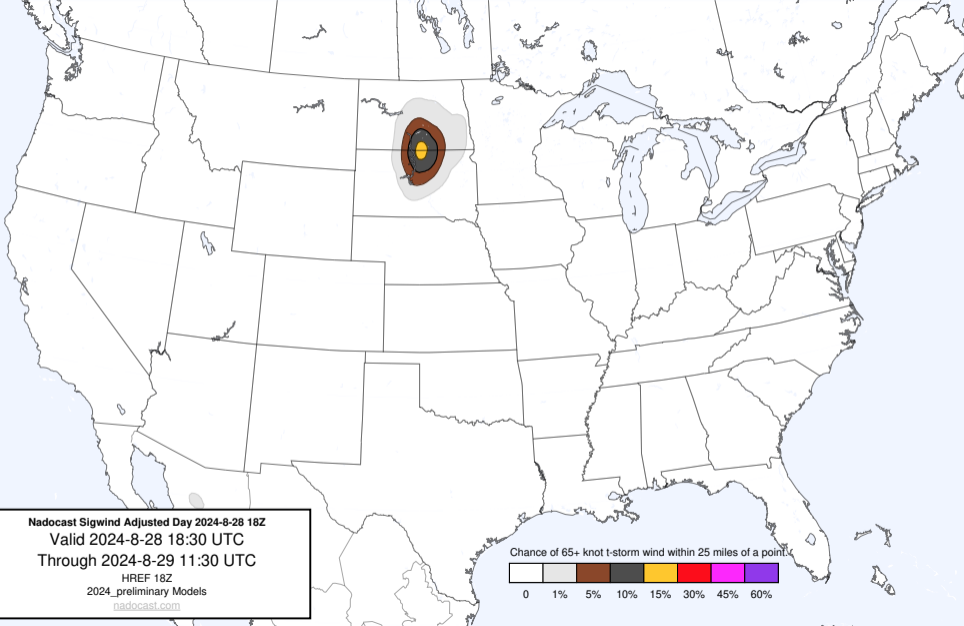 Nadocast Sigwind Adjusted Day 2024-8-28 18Z
Valid 2024-8-28 18:30 UTC
Through 2024-8-29 11:30 UTC
HREF 18Z
2024_preliminary Models
nadocast.com
Chance of 65+ knot t-storm wind within 25 miles of a point.
0 1% 5% 10% 15% 30% 45% 60%